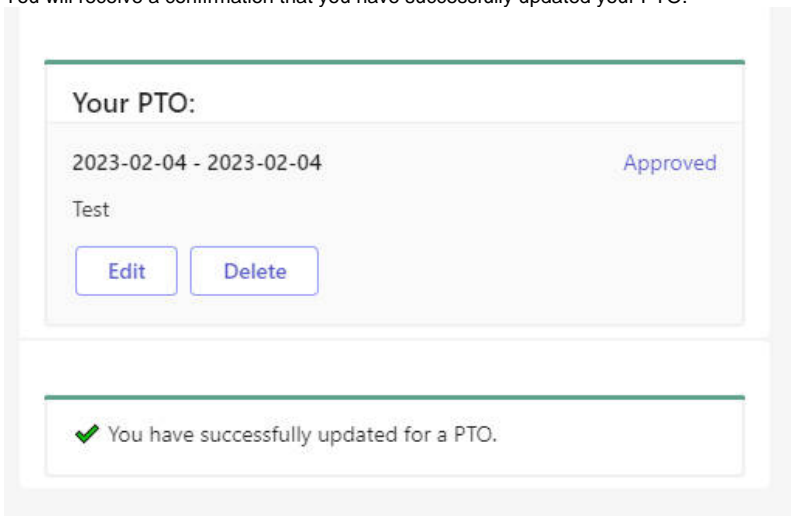 You will receive a confirmation that you have successfully updated your PTO.
Your PTO:
2023-02-04 - 2023-02-04 Approved
Test
Edit Delete
You have successfully updated for a PTO.